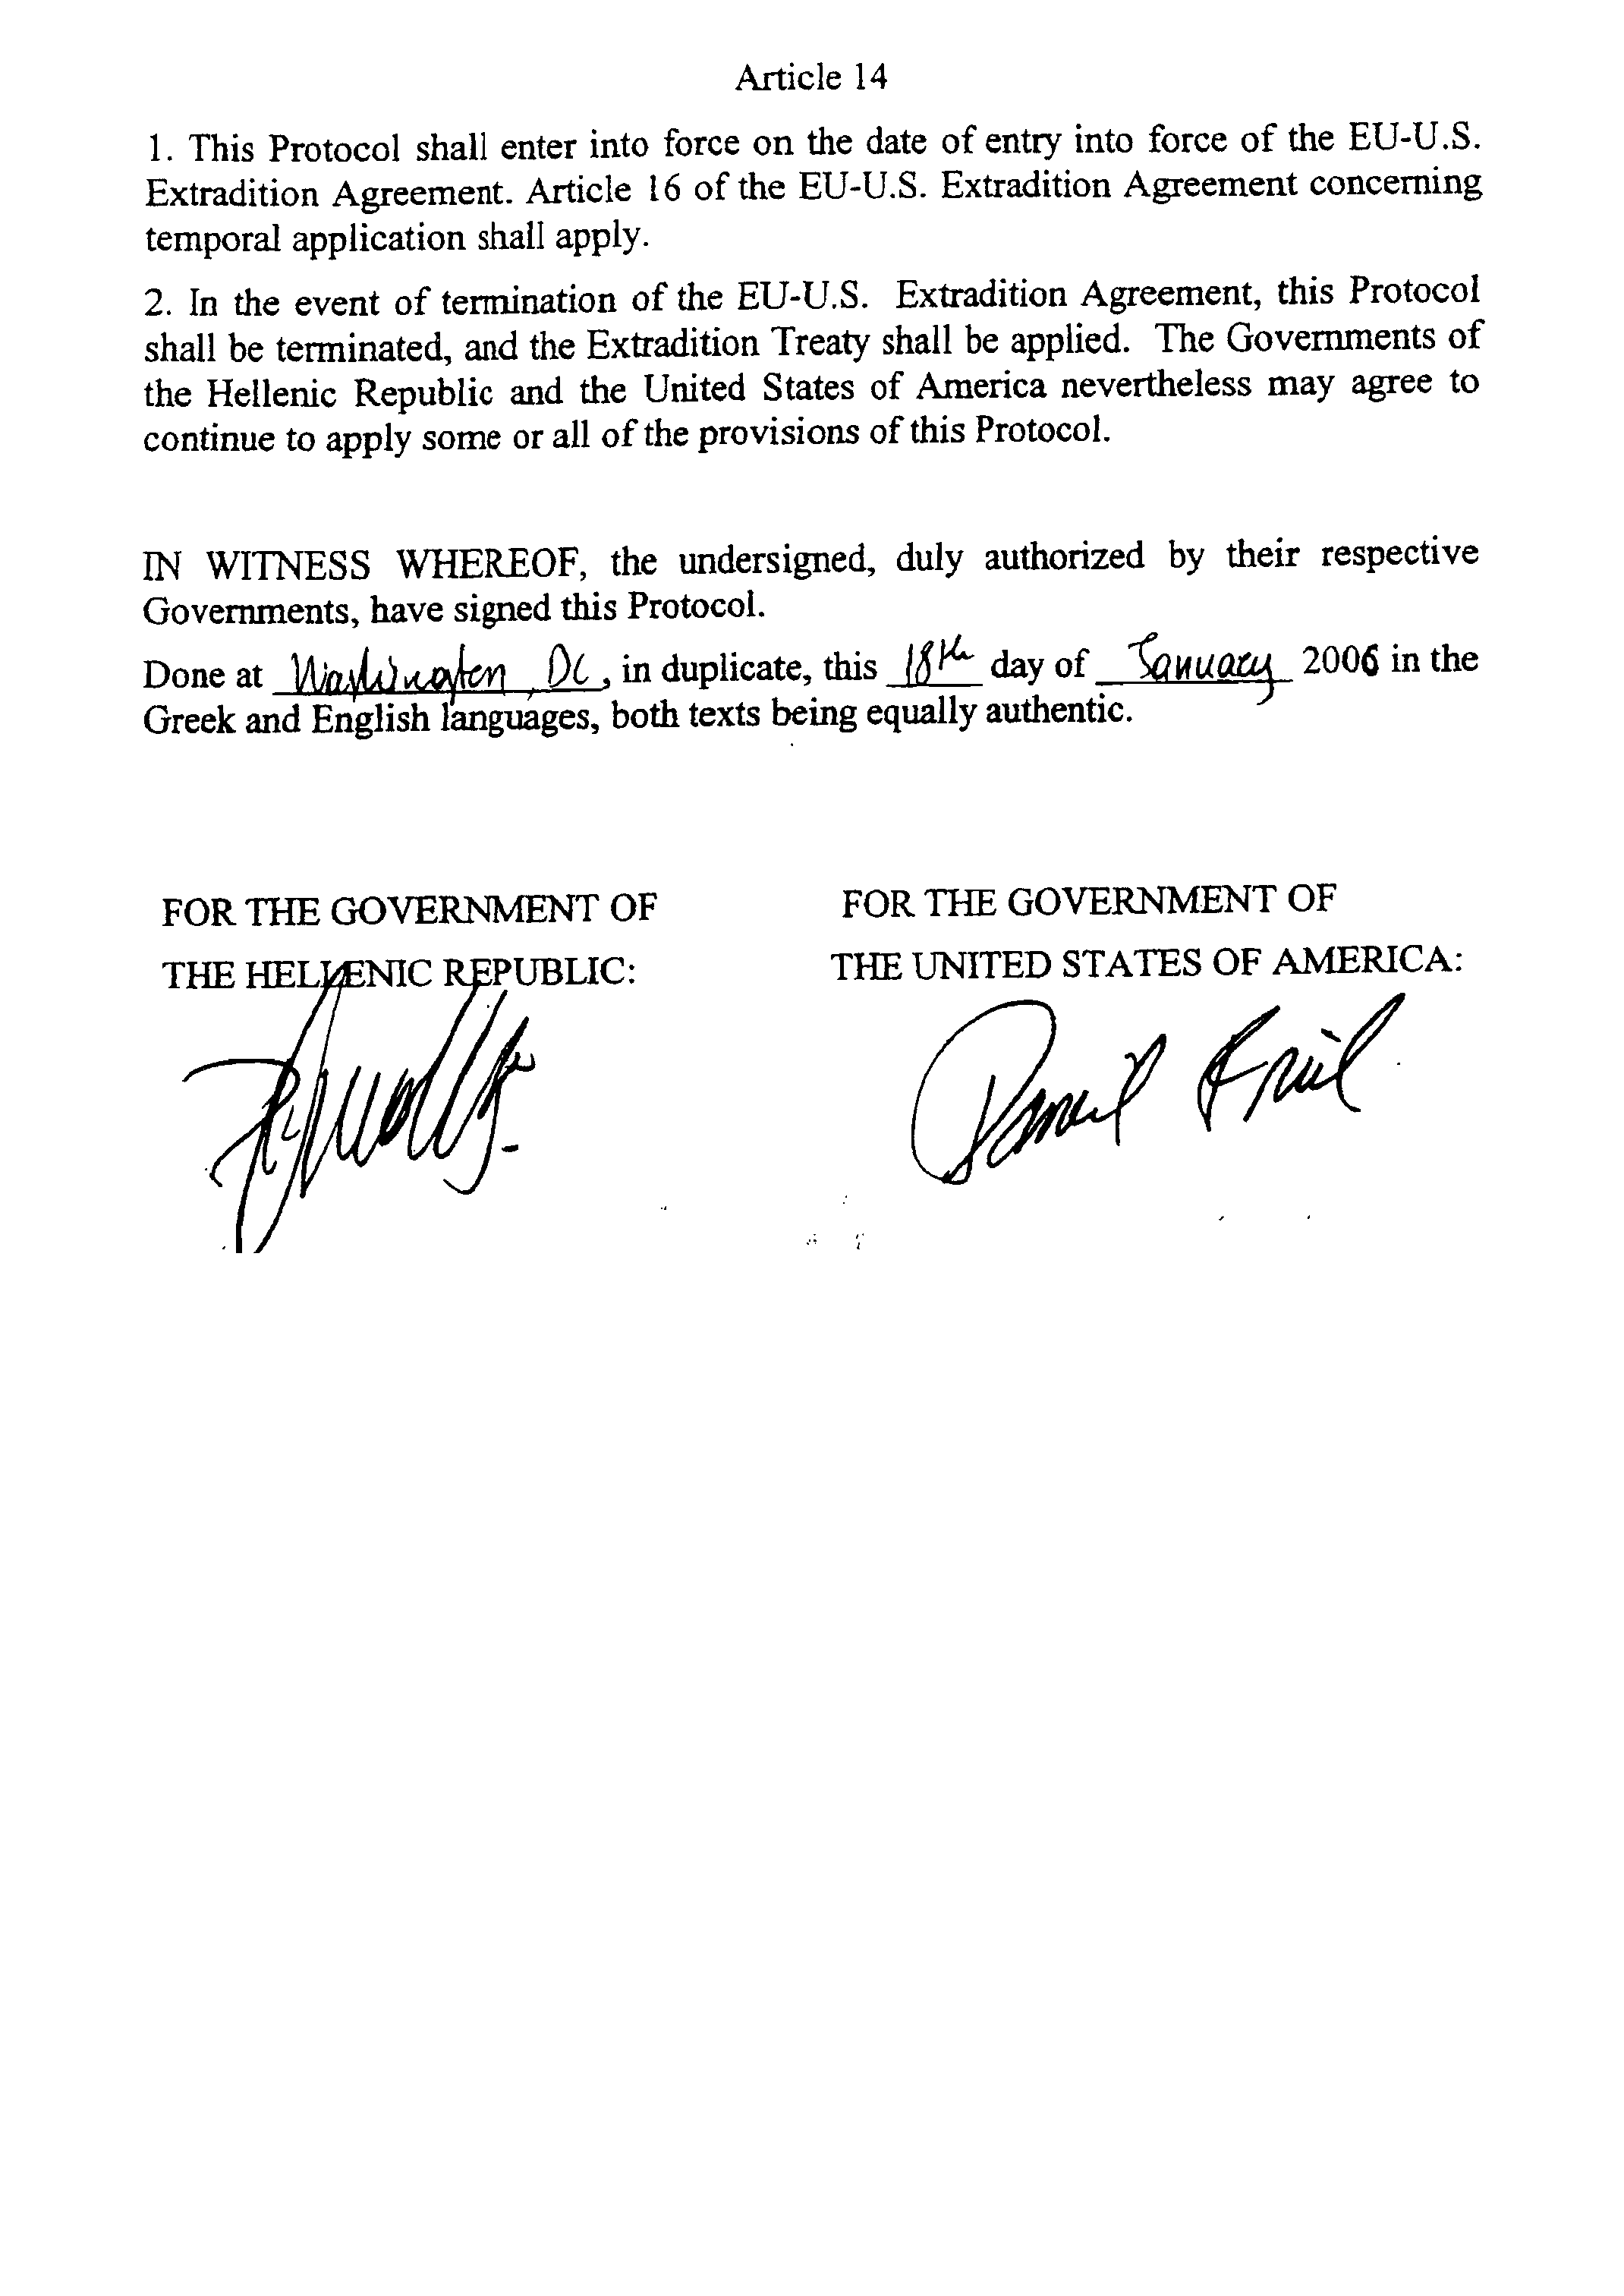 Article 14
1. This Protocol shall enter into force on the date of entry into force of the EU-U.S.
Extradition Agreement. Article 16 of the EU-U.S. Extradition Agreement concerning
temporal application shall apply.
2. In the event of termination of the EU-U.S. Extradition Agreement, this Protocol
shall be terminated, and the Extradition Treaty shall be applied. The Governments of
the Hellenic Republic and the United States of America nevertheless may agree to
continue to apply some or all of the provisions of this Protocol.
IN WITNESS WHEREOF, the undersigned, duly authorized by their respective
Governments, have signed this Protocol.
Done at Washington, DC, in duplicate, this 18th day of January 2006 in the
Greek and English languages, both texts being equally authentic.
FOR THE GOVERNMENT OF
THE HELLENIC REPUBLIC:
FOR THE GOVERNMENT OF
THE UNITED STATES OF AMERICA: